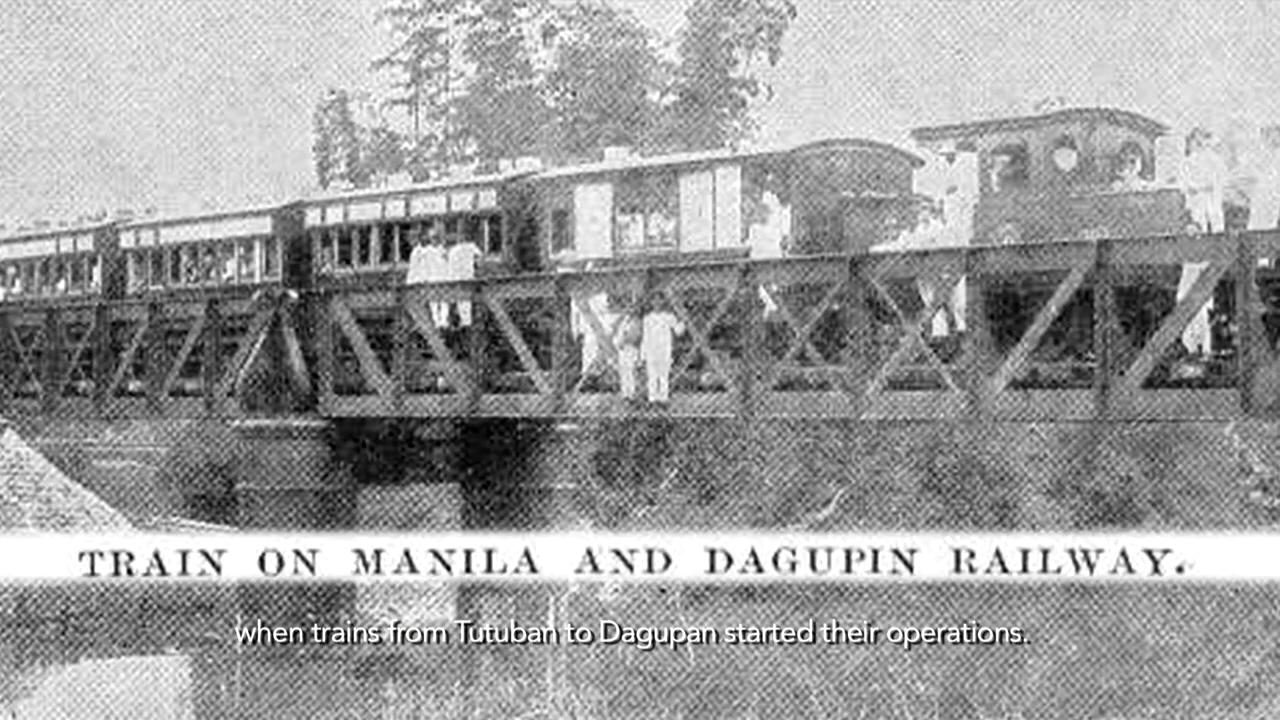 TRAIN ON MANILA AND DAGUPIN RAILWAY.
when trains from Tutuban to Dagupan started their operations.